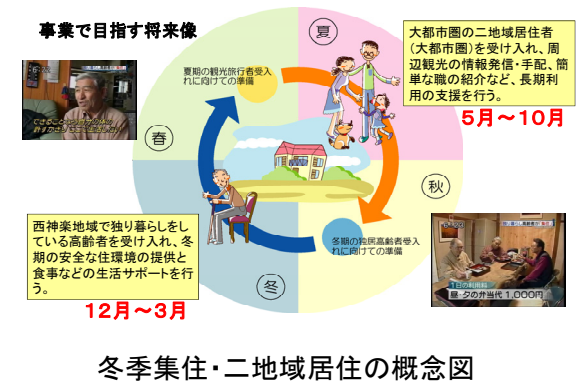 事業で目指す将来像
夏
大都市圏の二地域居住者
(大都市圏)を受け入れ、周
辺観光の情報発信・手配、簡
単な職の紹介など、長期利
用の支援を行う。
5月～10月
夏期の観光旅行者受入
れに向けての準備
春
秋
西神楽地域で独り暮らしをし
ている高齢者を受け入れ、冬
期の安全な住環境の提供と
食事などの生活サポートを行
う。
12月～3月
冬期の独居高齢者受入
れに向けての準備
冬
1日の利用料
昼・夕の弁当代 1,000円
冬季集住・二地域居住の概念図